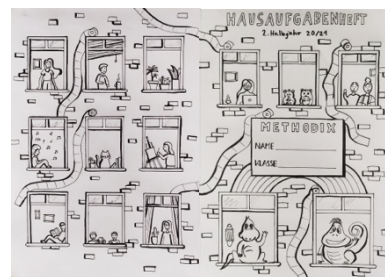 HAUSAUFGABENHEFT
2. Halbjahr 20/21
METHODIX
NAME:
KLASSE: